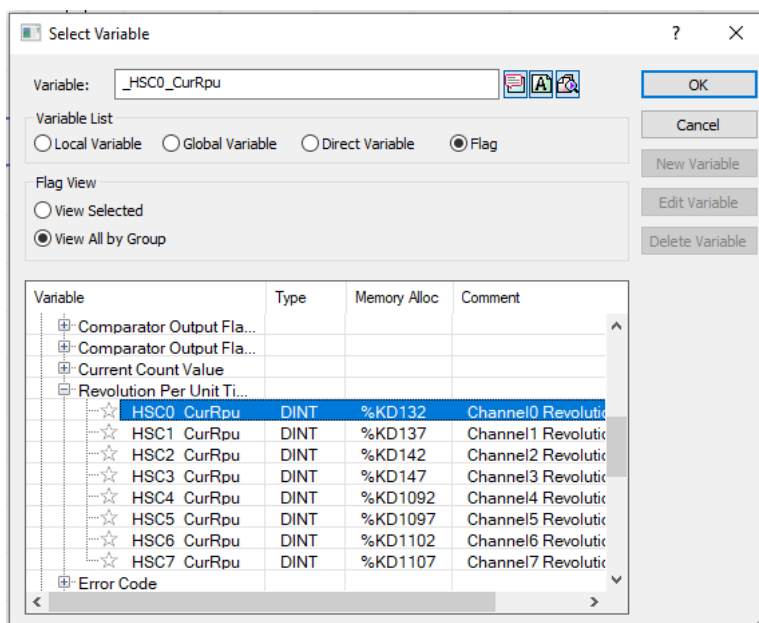 Select Variable ? ×
Variable: _HSC0_CurRpu
OK
Variable List
Cancel
Local Variable Global Variable Direct Variable Flag
New Variable
Flag View
Edit Variable
View Selected
View All by Group
Delete Variable
Variable Type Memory Alloc Comment
Comparator Output Fla...
Comparator Output Fla...
Current Count Value
Revolution Per Unit Ti...
_HSC0_CurRpu DINT %KD132 Channel0 Revolutio
_HSC1_CurRpu DINT %KD137 Channel1 Revolutio
_HSC2_CurRpu DINT %KD142 Channel2 Revolutio
_HSC3_CurRpu DINT %KD147 Channel3 Revolutio
_HSC4_CurRpu DINT %KD1092 Channel4 Revolutio
_HSC5_CurRpu DINT %KD1097 Channel5 Revolutio
_HSC6_CurRpu DINT %KD1102 Channel6 Revolutio
_HSC7_CurRpu DINT %KD1107 Channel7 Revolutio
Error Code